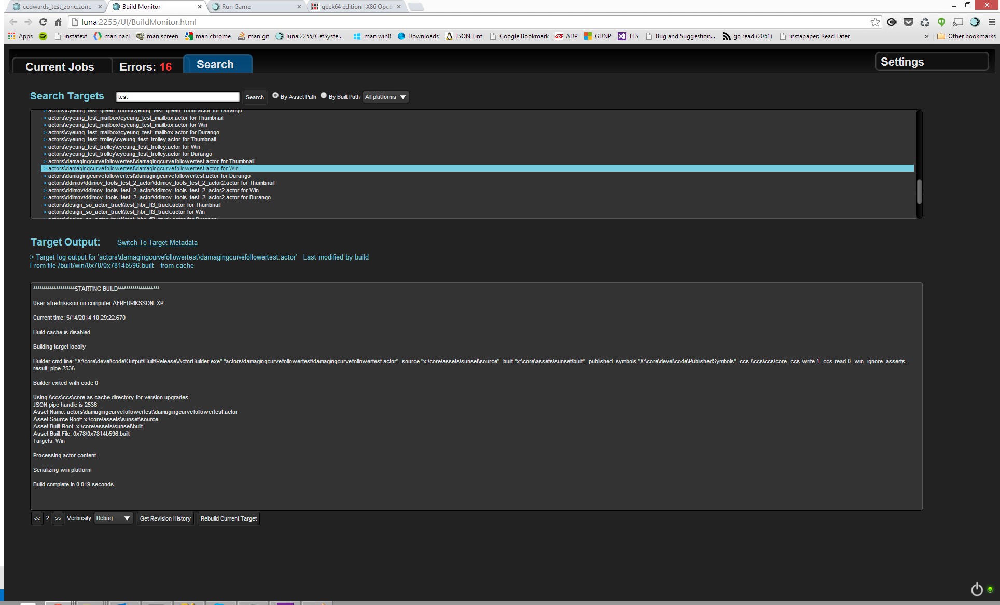 cedwards_test_zone.zone
Build Monitor
Run Game
geek64 edition | X86 Opco
luna:2255/UI/BuildMonitor.html
Apps
instatext
man nacl
man screen
man chrome
man git
luna:2255/GetSyste...
man win8
Downloads
JSON Lint
Google Bookmark
ADP
GDNP
TFS
Bug and Suggestion...
go read (2061)
Instapaper: Read Later
»
Other bookmarks
Current Jobs
Errors: 16
Search
Settings
Search Targets
test
Search
By Asset Path
By Built Path
All platforms
> actors\cyeung_test_green_room\cyeung_test_green_room.actor for Durango
> actors\cyeung_test_mailbox\cyeung_test_mailbox.actor for Thumbnail
> actors\cyeung_test_mailbox\cyeung_test_mailbox.actor for Win
> actors\cyeung_test_mailbox\cyeung_test_mailbox.actor for Durango
> actors\cyeung_test_trolley\cyeung_test_trolley.actor for Thumbnail
> actors\cyeung_test_trolley\cyeung_test_trolley.actor for Win
> actors\cyeung_test_trolley\cyeung_test_trolley.actor for Durango
> actors\damagingcurvefollowertest\damagingcurvefollowertest.actor for Thumbnail
> actors\damagingcurvefollowertest\damagingcurvefollowertest.actor for Win
> actors\damagingcurvefollowertest\damagingcurvefollowertest.actor for Durango
> actors\ddimov\ddimov_tools_test_2_actor\ddimov_tools_test_2_actor2.actor for Thumbnail
> actors\ddimov\ddimov_tools_test_2_actor\ddimov_tools_test_2_actor2.actor for Win
> actors\ddimov\ddimov_tools_test_2_actor\ddimov_tools_test_2_actor2.actor for Durango
> actors\design_so_actor_truck\test_hbr_fl3_truck.actor for Thumbnail
> actors\design_so_actor_truck\test_hbr_fl3_truck.actor for Win
> actors\design_so_actor_truck\test_hbr_fl3_truck.actor for Durango
Target Output:
Switch To Target Metadata
> Target log output for 'actors\damagingcurvefollowertest\damagingcurvefollowertest.actor' Last modified by build
From file /built/win/0x78/0x7814b596.built from cache
********************STARTING BUILD********************
User afredriksson on computer AFREDRIKSSON_XP
Current time: 5/14/2014 10:29:22.670
Build cache is disabled
Building target locally
Builder cmd line: "X:\core\devel\code\Output\Built\Release\ActorBuilder.exe" "actors\damagingcurvefollowertest\damagingcurvefollowertest.actor" -source "x:\core\assets\sunset\source" -built "x:\core\assets\sunset\built" -published_symbols "X:\core\devel\code\PublishedSymbols" -ccs \\ccs\ccs\core -ccs-write 1 -ccs-read 0 -win -ignore_asserts -
result_pipe 2536
Builder exited with code 0
Using \\ccs\ccs\core as cache directory for version upgrades
JSON pipe handle is 2536
Asset Name: actors\damagingcurvefollowertest\damagingcurvefollowertest.actor
Asset Source Root: x:\core\assets\sunset\source
Asset Built Root: x:\core\assets\sunset\built
Asset Built File: 0x78\0x7814b596.built
Targets: Win
Processing actor content
Serializing win platform
Build complete in 0.019 seconds.
<<
2
>>
Verbosity
Debug
Get Revision History
Rebuild Current Target